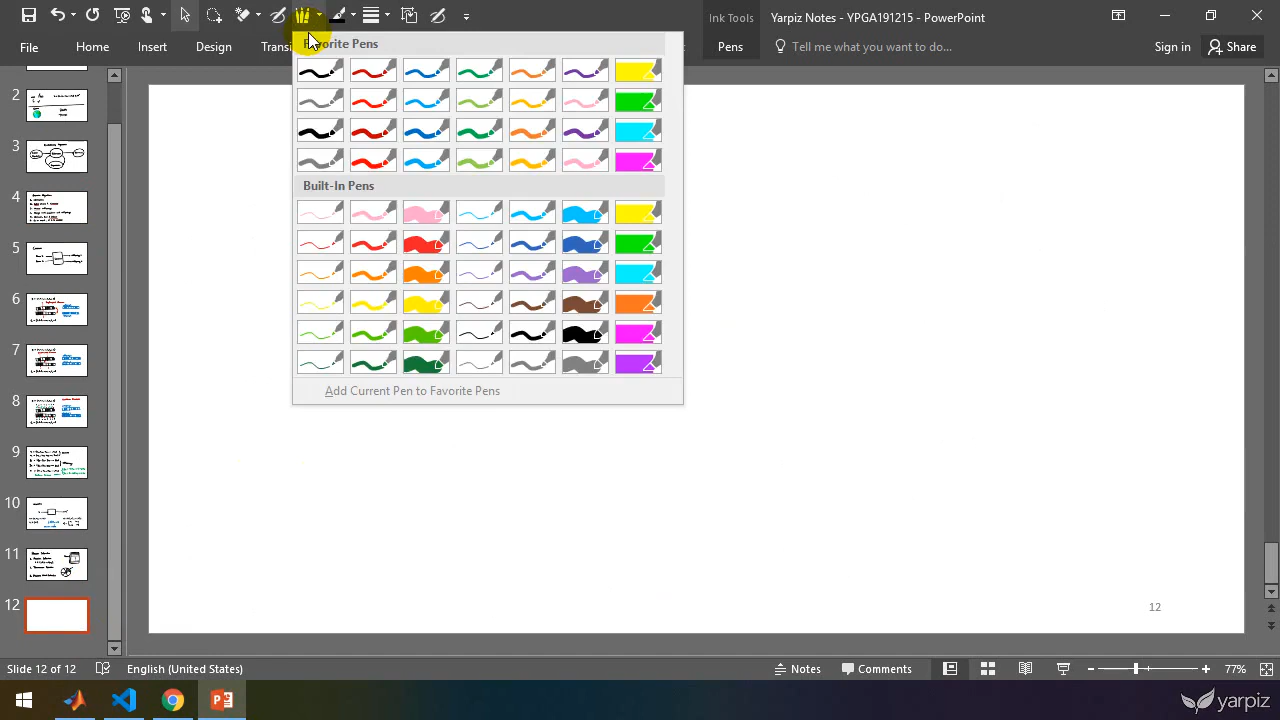 Ink Tools
Yarpiz Notes - YPGA191215 - PowerPoint
File
Home
Insert
Design
Transi
Pens
Tell me what you want to do...
Sign in
Share
Favorite Pens
Built-In Pens
Add Current Pen to Favorite Pens
2
3
4
5
6
7
8
9
10
11
12
12
Slide 12 of 12
English (United States)
Notes
Comments
77%
yarpiz